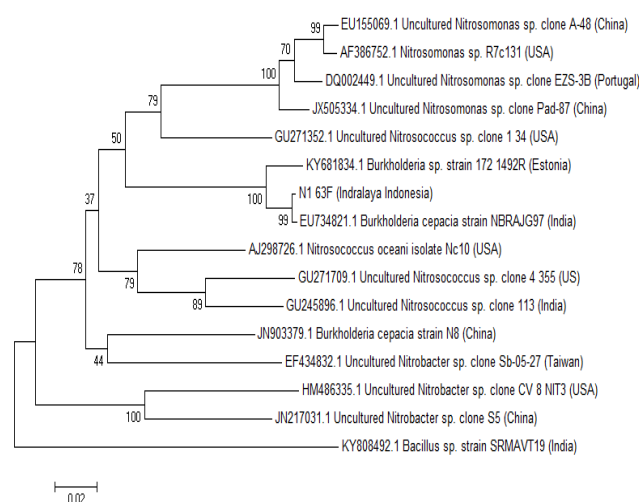 EU155069.1 Uncultured Nitrosomonas sp. clone A-48 (China)
99
AF386752.1 Nitrosomonas sp. R7c131 (USA)
70
DQ002449.1 Uncultured Nitrosomonas sp. clone EZS-3B (Portugal)
100
JX505334.1 Uncultured Nitrosomonas sp. clone Pad-87 (China)
79
GU271352.1 Uncultured Nitrosococcus sp. clone 1 34 (USA)
50
KY681834.1 Burkholderia sp. strain 172 1492R (Estonia)
100
N1 63F (Indralaya Indonesia)
99
EU734821.1 Burkholderia cepacia strain NBRAJG97 (India)
37
AJ298726.1 Nitrosococcus oceani isolate Nc10 (USA)
78
GU271709.1 Uncultured Nitrosococcus sp. clone 4 355 (US)
79
89
GU245896.1 Uncultured Nitrosococcus sp. clone 113 (India)
JN903379.1 Burkholderia cepacia strain N8 (China)
44
EF434832.1 Uncultured Nitrobacter sp. clone Sb-05-27 (Taiwan)
HM486335.1 Uncultured Nitrobacter sp. clone CV 8 NIT3 (USA)
100
JN217031.1 Uncultured Nitrobacter sp. clone S5 (China)
KY808492.1 Bacillus sp. strain SRMAVT19 (India)
0.02